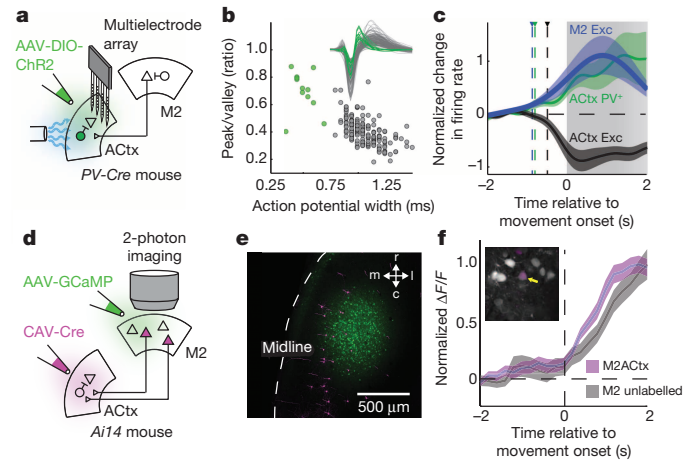 a
Multielectrode
array
AAV-DIO-
ChR2
M2
ACtx
PV-Cre mouse
b
Peak/valley (ratio)
1.0
0.8
0.6
0.4
0.2
0.25
0.75
1.25
Action potential width (ms)
c
Normalized change
in firing rate
1
0
−1
M2 Exc
ACtx PV+
ACtx Exc
−2
0
2
Time relative to
movement onset (s)
d
2-photon
imaging
AAV-GCaMP
CAV-Cre
M2
ACtx
Ai14 mouse
e
r
m
l
c
Midline
500 μm
f
Normalized ΔF/F
1.0
0.5
0
M2ACtx
M2 unlabelled
−2
0
2
Time relative to
movement onset (s)